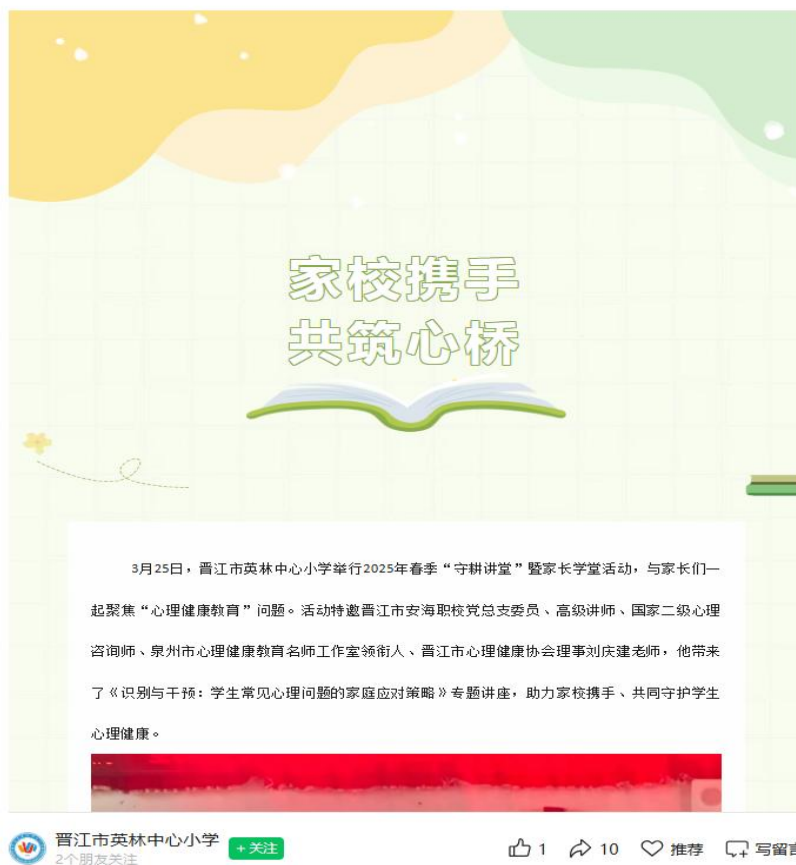 家校携手
共筑心桥
3月25日，晋江市英林中心小学举行2025年春季“守耕讲堂”暨家长学堂活动，与家长们一
起聚焦“心理健康教育”问题。活动特邀晋江市安海职校党总支委员、高级讲师、国家二级心理
咨询师、泉州市心理健康教育名师工作室领衔人、晋江市心理健康协会理事刘庆建老师，他带来
了《识别与干预：学生常见心理问题的家庭应对策略》专题讲座，助力家校携手、共同守护学生
心理健康。
晋江市英林中心小学 +关注 1 10 推荐 写留言
2个朋友关注